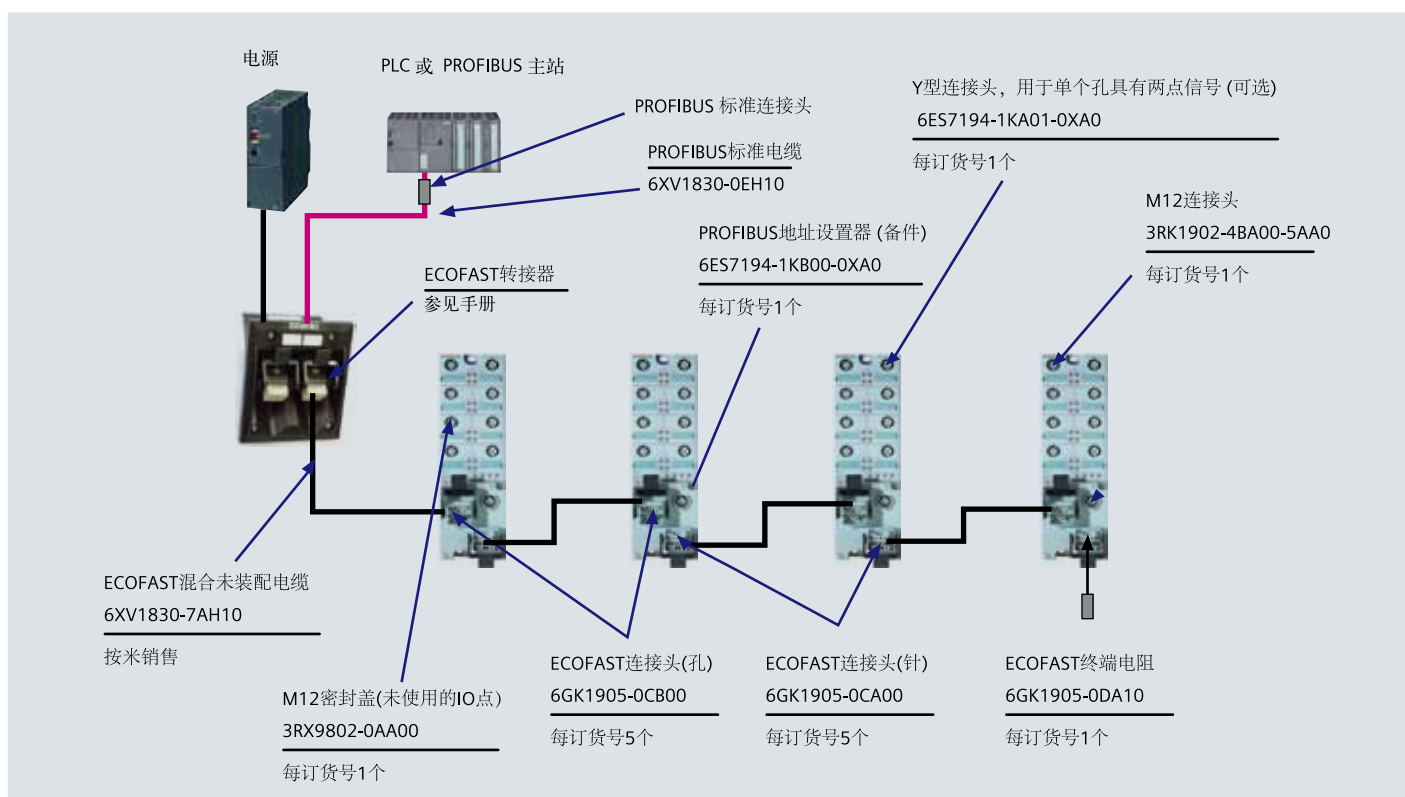 电源
PLC 或 PROFIBUS 主站
PROFIBUS 标准连接头
PROFIBUS标准电缆
6XV1830-0EH10
Y型连接头，用于单个孔具有两点信号 (可选)
6ES7194-1KA01-0XA0
每订货号1个
M12连接头
3RK1902-4BA00-5AA0
每订货号1个
PROFIBUS地址设置器 (备件)
6ES7194-1KB00-0XA0
每订货号1个
ECOFAST转接器
参见手册
ECOFAST混合未装配电缆
6XV1830-7AH10
按米销售
M12密封盖(未使用的IO点)
3RX9802-0AA00
每订货号1个
ECOFAST连接头(孔)
6GK1905-0CB00
每订货号5个
ECOFAST连接头(针)
6GK1905-0CA00
每订货号5个
ECOFAST终端电阻
6GK1905-0DA10
每订货号1个